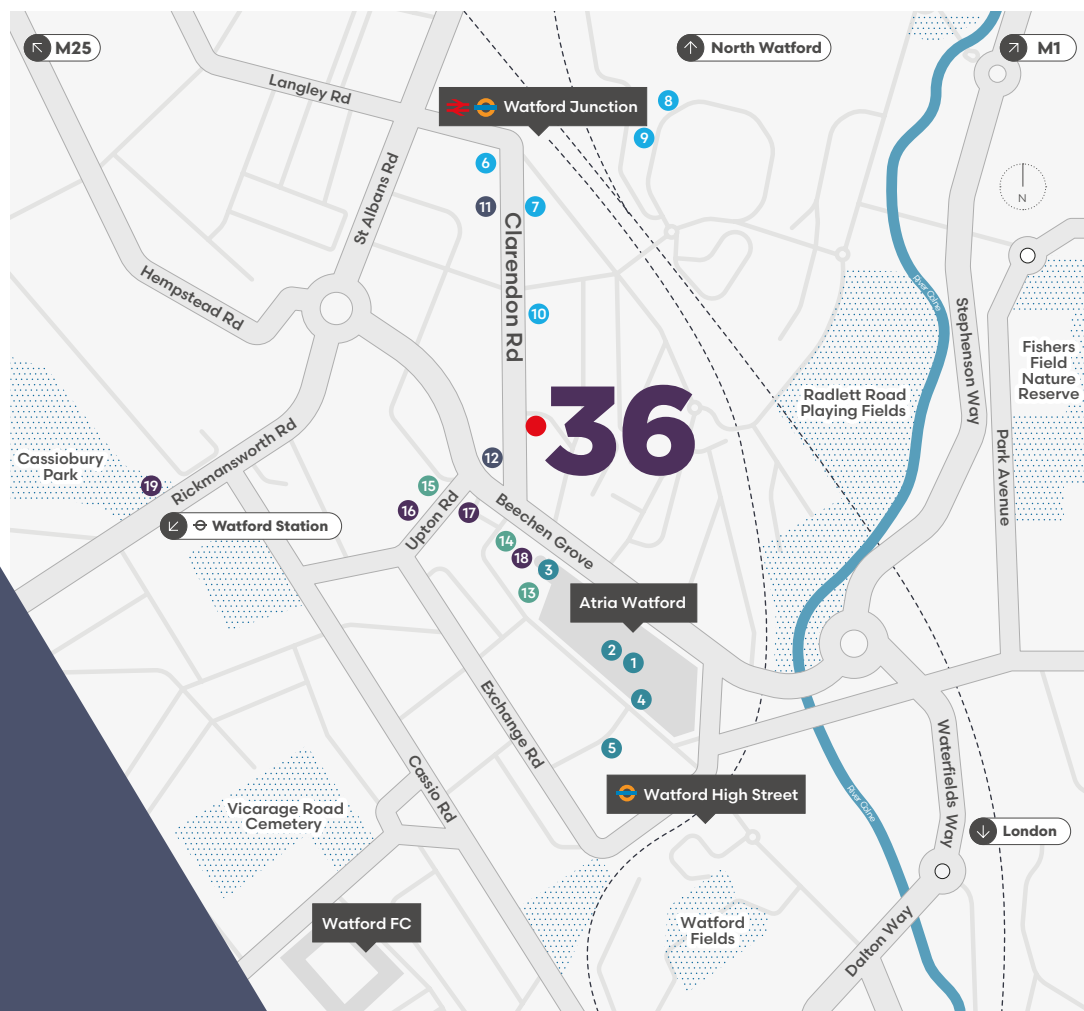 M25
North Watford
M1
Langley Rd
Watford Junction
8
9
6
11
7
St Albans Rd
Clarendon Rd
N
Hempstead Rd
10
River Colne
Stephenson Way
Fishers
Field
Nature
Reserve
Radlett Road
Playing Fields
36
Park Avenue
Cassiobury
Park
19
Rickmansworth Rd
Watford Station
12
15
16
17
Upton Rd
Beechen Grove
14
18
3
13
Atria Watford
2
1
4
5
Exchange Rd
Cassio Rd
Watford High Street
River Colne
Waterfields Way
London
Vicarage Road
Cemetery
Watford FC
Watford
Fields
Dalton Way